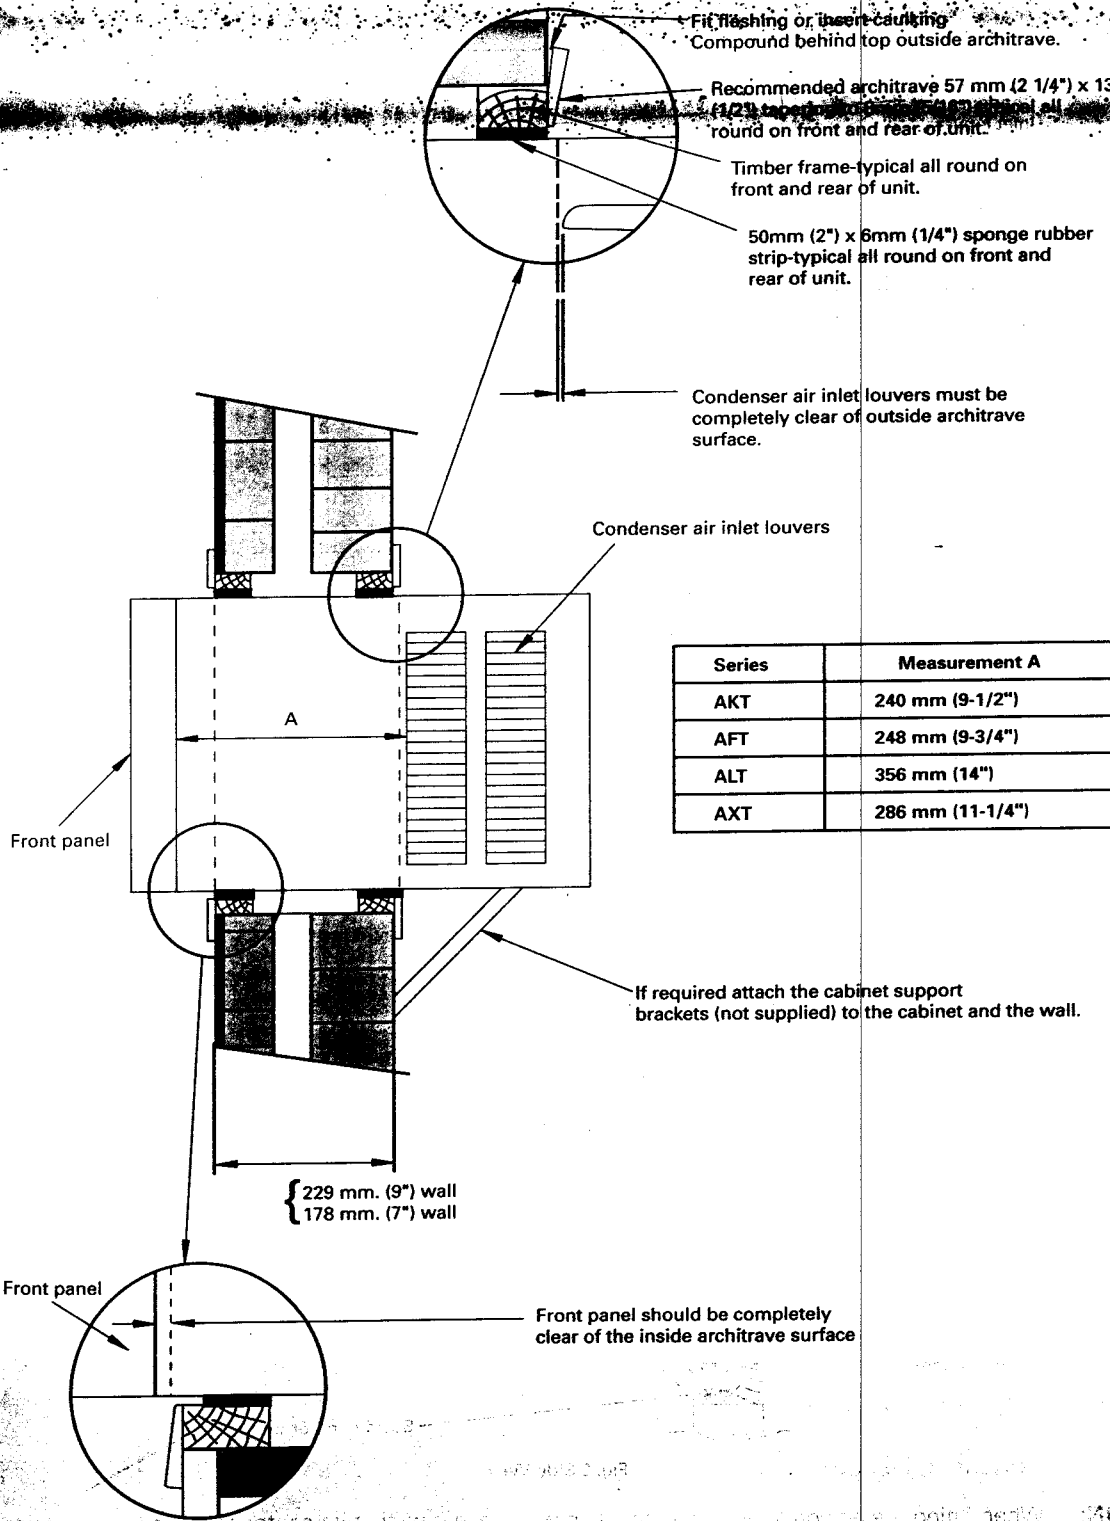 Fit flashing or insert caulking
Compound behind top outside architrave.
Recommended architrave 57 mm (2 1/4") x 13
(1/2") all
round on front and rear of unit.
Timber frame-typical all round on
front and rear of unit.
50mm (2") x 6mm (1/4") sponge rubber
strip-typical all round on front and
rear of unit.
Condenser air inlet louvers must be
completely clear of outside architrave
surface.
Condenser air inlet louvers
Series Measurement A
AKT 240 mm (9-1/2")
AFT 248 mm (9-3/4")
ALT 356 mm (14")
AXT 286 mm (11-1/4")
A
Front panel
If required attach the cabinet support
brackets (not supplied) to the cabinet and the wall.
229 mm. (9") wall
178 mm. (7") wall
Front panel
Front panel should be completely
clear of the inside architrave surface